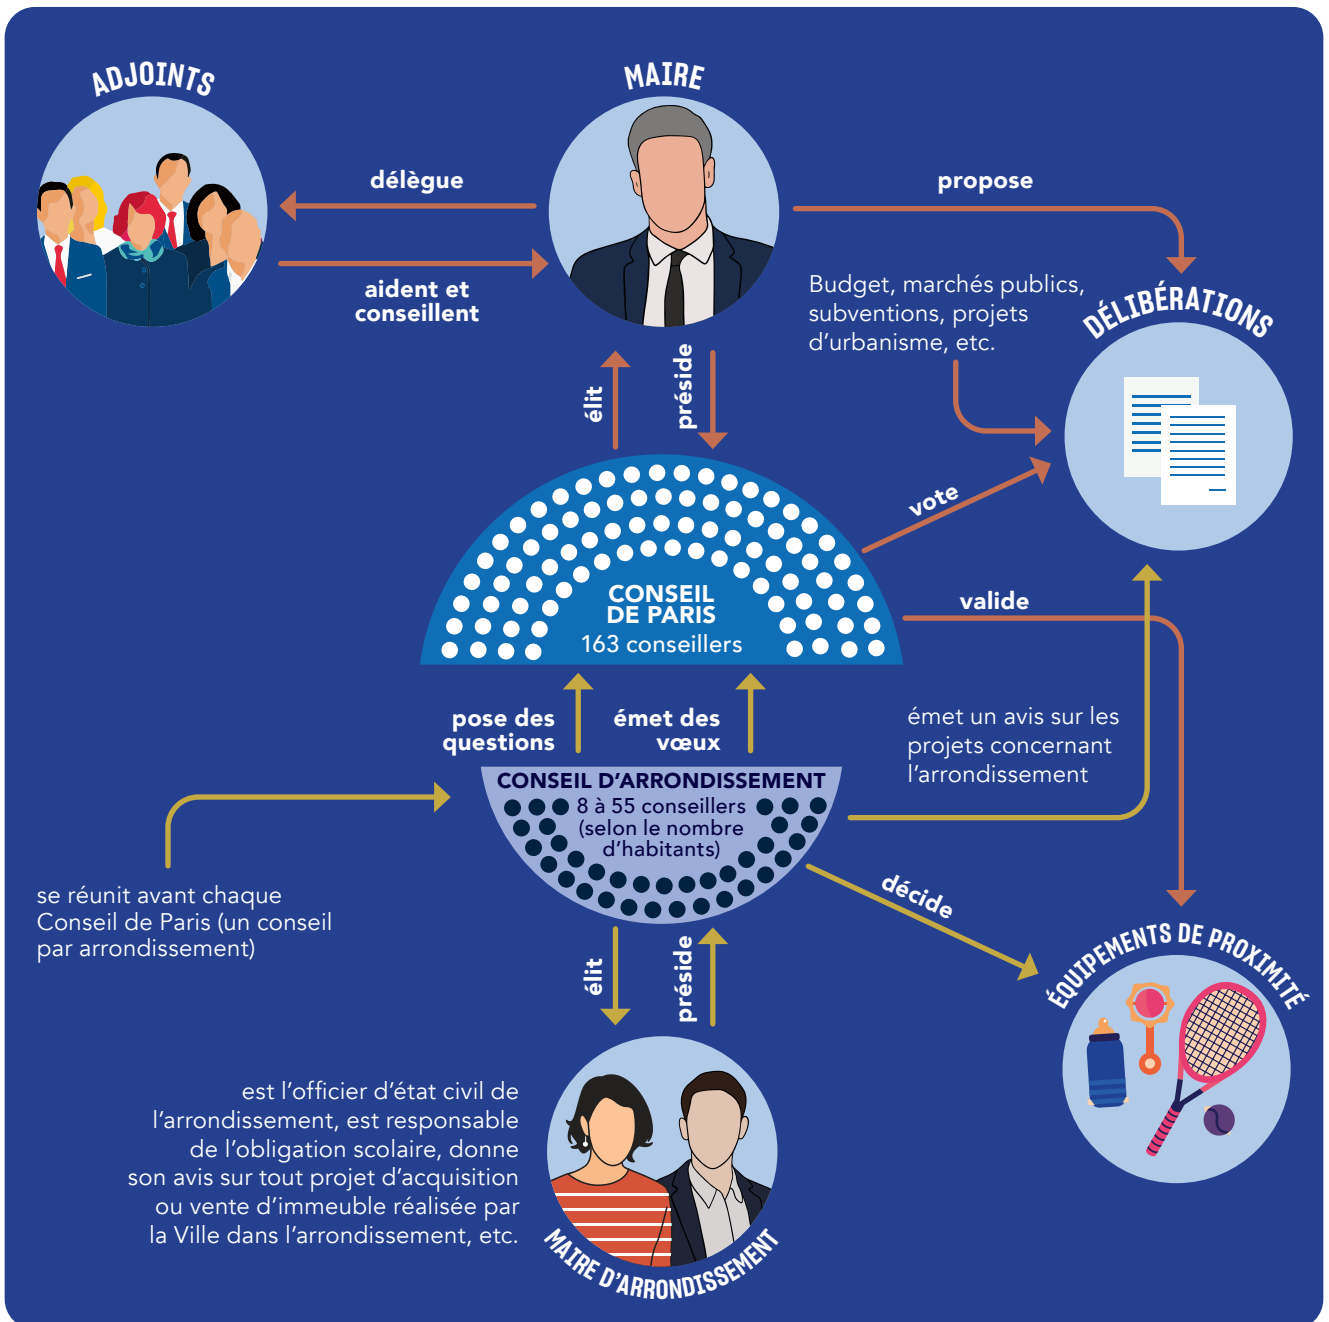 ADJOINTS
MAIRE
délègue
propose
aident et
conseillent
Budget, marchés publics,
subventions, projets
d'urbanisme, etc.
DÉLIBÉRATIONS
élit
préside
vote
CONSEIL
DE PARIS
163 conseillers
valide
pose des
questions
émet des
vœux
émet un avis sur les
projets concernant
l'arrondissement
CONSEIL D'ARRONDISSEMENT
8 à 55 conseillers
(selon le nombre
d'habitants)
se réunit avant chaque
Conseil de Paris (un conseil
par arrondissement)
décide
élit
préside
ÉQUIPEMENTS DE PROXIMITÉ
est l'officier d'état civil de
l'arrondissement, est responsable
de l'obligation scolaire, donne
son avis sur tout projet d'acquisition
ou vente d'immeuble réalisée par
la Ville dans l'arrondissement, etc.
MAIRE D'ARRONDISSEMENT